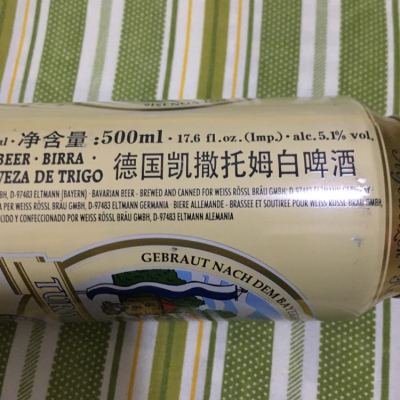 净含量:500ml · 17.6 fl.oz.(Imp.) · alc.5.1% vol.
BEER · BIRRA ·
DE TRIGO 德国凯撒托姆白啤酒
D-97483 ELTMANN (BAYERN) · BAVARIAN BEER - BREWED AND CANNED FOR WEISS RÖSSL BRÄU GMBH, D-97483 ELTMANN
PER WEISS RÖSSL BRÄU GMBH, D-97483 ELTMANN GERMANIA · BIERE ALLEMANDE - BRASSEE ET SOUTIREE POUR WEISS RÖSSL BRÄU GMBH,
Y CONFECCIONADO POR WEISS RÖSSL BRÄU GMBH, D-97483 ELTMANN ALEMANIA
GEBRAUT NACH DEM